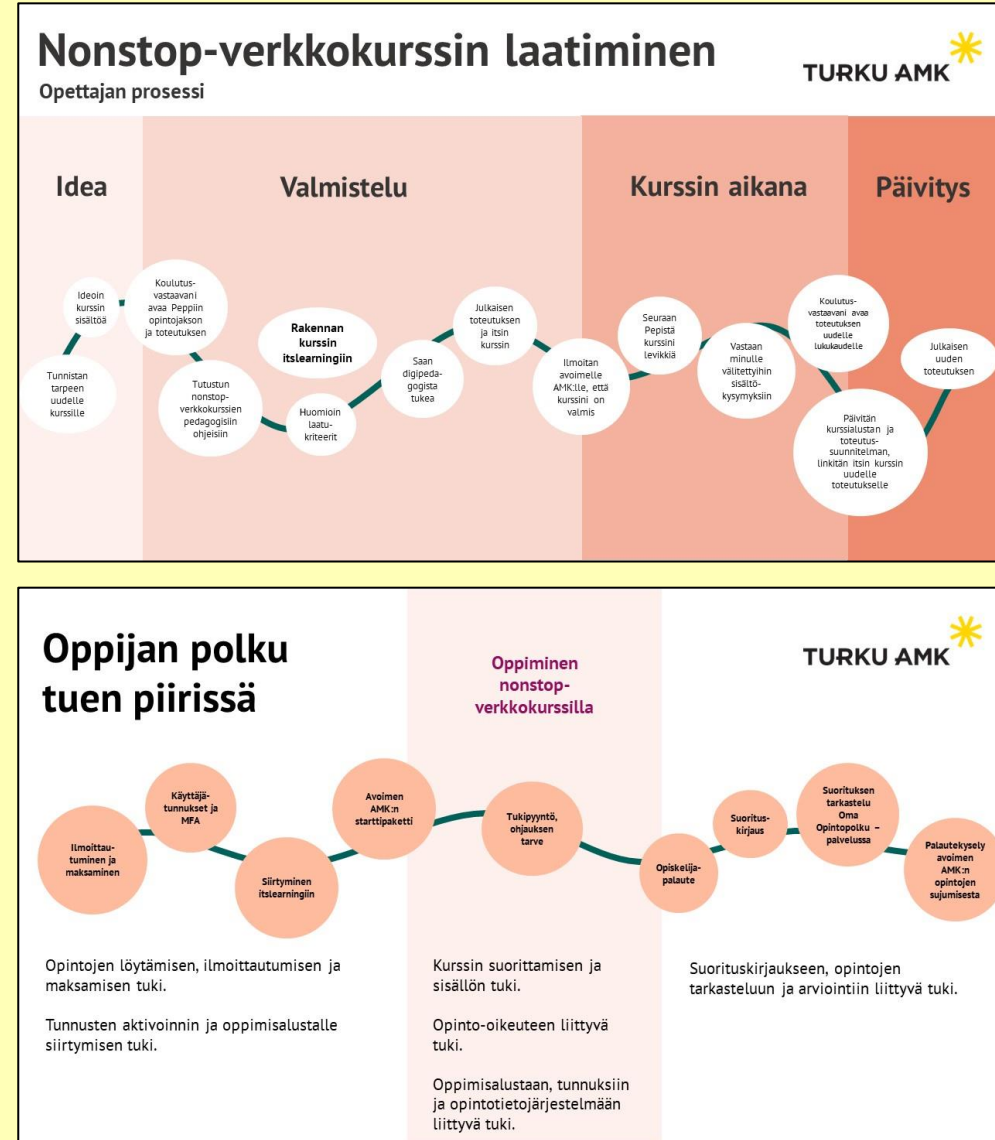 Nonstop-verkkokurssin laatiminen
Opettajan prosessi
TURKU AMK
Idea
Valmistelu
Kurssin aikana
Päivitys
Tunnistan
tarpeen
uudelle
kurssille
Ideoin
kurssin
sisältöä
Koulutus-
vastaavani
avaa Peppiin
opintojakson
ja toteutuksen
Tutustun
nonstop-
verkkokurssien
pedagogisiin
ohjeisiin
Rakennan
kurssin
itslearningiin
Huomioin
laatu-
kriteerit
Saan
digipeda-
gogista
tukea
Julkaisen
toteutuksen
ja itsin
kurssin
Ilmoitan
avoimelle
AMK:lle, että
kurssini on
valmis
Seuraan
Pepistä
kurssini
levikkiä
Vastaan
minulle
välitettyihin
sisältö-
kysymyksiin
Koulutus-
vastaavani avaa
toteutuksen
uudelle
lukukaudelle
Päivitän
kurssialustan ja
toteutus-
suunnitelman,
linkitän itsin kurssin
uudelle
toteutukselle
Julkaisen
uuden
toteutuksen
Oppijan polku
tuen piirissä
Oppiminen
nonstop-
verkkokurssilla
TURKU AMK
Ilmoittau-
tuminen ja
maksaminen
Käyttäjä-
tunnukset ja
MFA
Siirtyminen
itslearningiin
Avoimen
AMK:n
starttipaketti
Tukipyyntö,
ohjauksen
tarve
Opiskelija-
palaute
Suoritus-
kirjaus
Suorituksen
tarkastelu
Oma
Opintopolku –
palvelussa
Palautekysely
avoimen
AMK:n
opintojen
sujumisesta
Opintojen löytämisen, ilmoittautumisen ja
maksamisen tuki.
Tunnusten aktivoinnin ja oppimisalustalle
siirtymisen tuki.
Kurssin suorittamisen ja
sisällön tuki.
Opinto-oikeuteen liittyvä
tuki.
Oppimisalustaan, tunnuksiin
ja opintotietojärjestelmään
liittyvä tuki.
Suorituskirjaukseen, opintojen
tarkasteluun ja arviointiin liittyvä tuki.